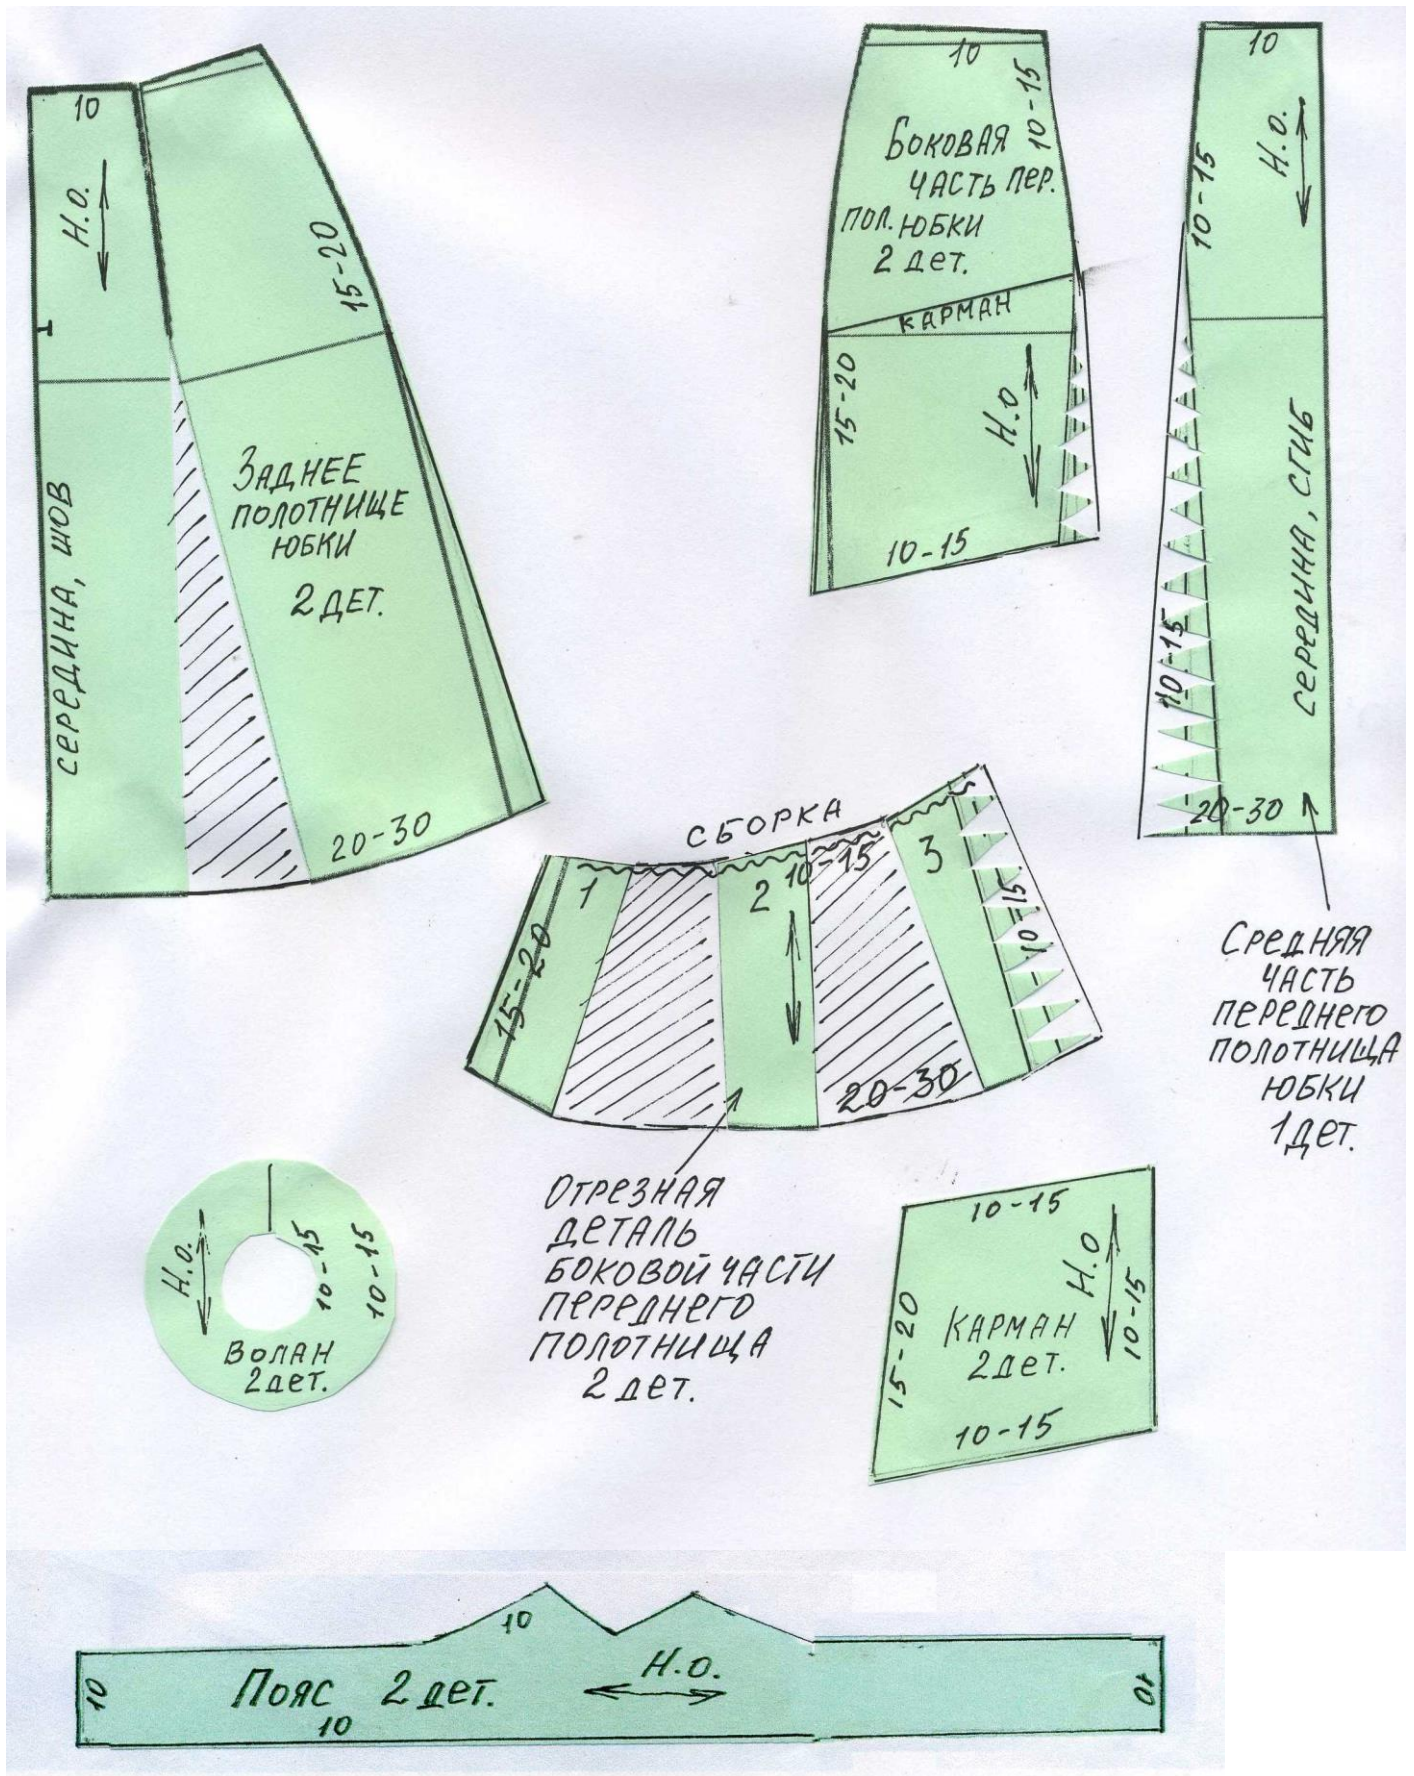 10
Н.О.
15-20
СЕРЕДИНА, ШОВ
ЗАДНЕЕ
ПОЛОТНИЩЕ
ЮБКИ
2 ДЕТ.
20-30
10
10-15
БОКОВАЯ
ЧАСТЬ ПЕР.
ПОЛ. ЮБКИ
2 ДЕТ.
КАРМАН
15-20
Н.О
10-15
10
Н.О.
10-15
СЕРЕДИНА, СГИБ
10-15
20-30
СРЕДНЯЯ
ЧАСТЬ
ПЕРЕДНЕГО
ПОЛОТНИЩА
ЮБКИ
1 ДЕТ.
СБОРКА
1
2
10-15
3
15-20
10-15
20-30
ОТРЕЗНАЯ
ДЕТАЛЬ
БОКОВОЙ ЧАСТИ
ПЕРЕДНЕГО
ПОЛОТНИЩА
2 ДЕТ.
Н.О.
10-15
10-15
ВОЛАН
2 ДЕТ.
10-15
Н.О
15-20
КАРМАН
2 ДЕТ.
10-15
10-15
10
10
Пояс 2 ДЕТ.
Н.О.
10
10